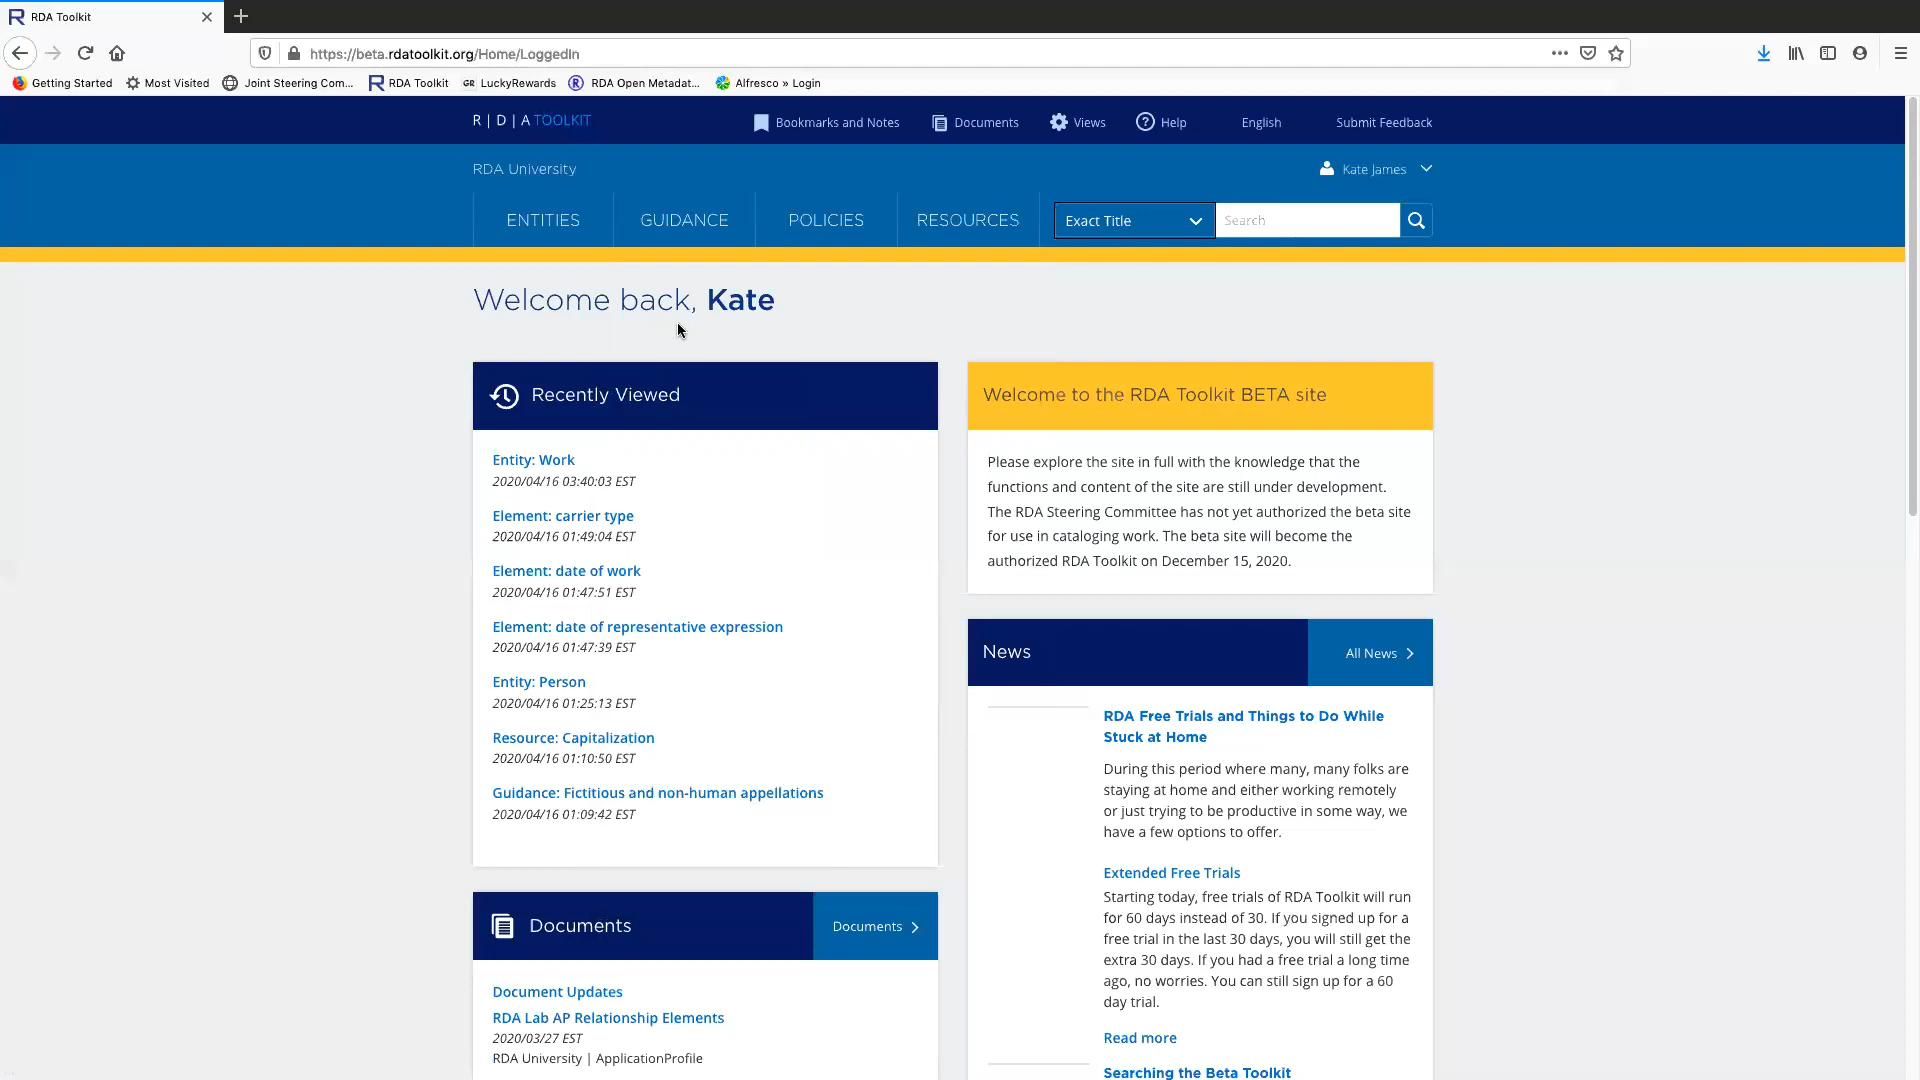 RDA Toolkit
https://beta.rdatoolkit.org/Home/LoggedIn
Getting Started
Most Visited
Joint Steering Com...
RDA Toolkit
GR LuckyRewards
RDA Open Metadat...
Alfresco » Login
R | D | A TOOLKIT
Bookmarks and Notes
Documents
Views
Help
English
Submit Feedback
RDA University
Kate James
ENTITIES
GUIDANCE
POLICIES
RESOURCES
Exact Title
Search
Welcome back, Kate
Recently Viewed
Entity: Work
2020/04/16 03:40:03 EST
Element: carrier type
2020/04/16 01:49:04 EST
Element: date of work
2020/04/16 01:47:51 EST
Element: date of representative expression
2020/04/16 01:47:39 EST
Entity: Person
2020/04/16 01:25:13 EST
Resource: Capitalization
2020/04/16 01:10:50 EST
Guidance: Fictitious and non-human appellations
2020/04/16 01:09:42 EST
Documents
Documents
Document Updates
RDA Lab AP Relationship Elements
2020/03/27 EST
RDA University | ApplicationProfile
Welcome to the RDA Toolkit BETA site
Please explore the site in full with the knowledge that the
functions and content of the site are still under development.
The RDA Steering Committee has not yet authorized the beta site
for use in cataloging work. The beta site will become the
authorized RDA Toolkit on December 15, 2020.
News
All News
RDA Free Trials and Things to Do While
Stuck at Home
During this period where many, many folks are
staying at home and either working remotely
or just trying to be productive in some way, we
have a few options to offer.
Extended Free Trials
Starting today, free trials of RDA Toolkit will run
for 60 days instead of 30. If you signed up for a
free trial in the last 30 days, you will still get the
extra 30 days. If you had a free trial a long time
ago, no worries. You can still sign up for a 60
day trial.
Read more
Searching the Beta Toolkit